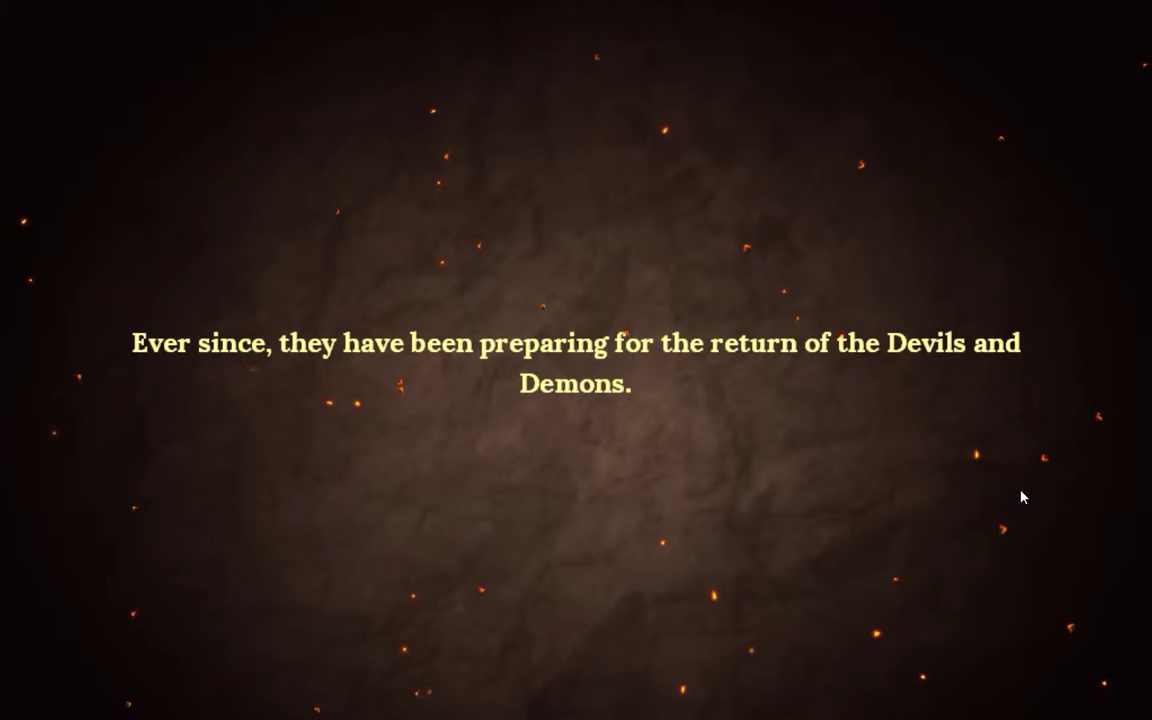 Ever since, they have been preparing for the return of the Devils and
Demons.